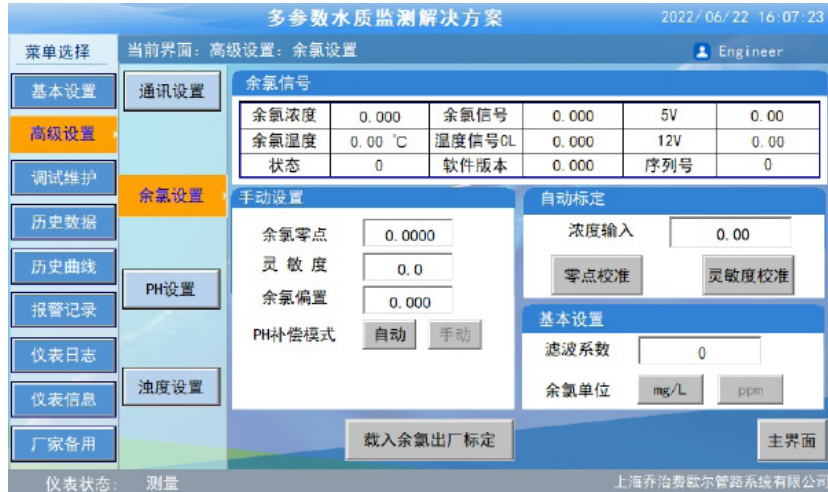 多参数水质监测解决方案 2022/06/22 16:07:23
菜单选择 当前界面: 高级设置: 余氯设置 Engineer
基本设置
高级设置
调试维护
历史数据
历史曲线
报警记录
仪表日志
仪表信息
厂家备用
通讯设置
余氯设置
PH设置
浊度设置
余氯信号
余氯浓度 0.000 余氯信号 0.000 5V 0.00
余氯温度 0.00 ℃ 温度信号CL 0.000 12V 0.00
状态 0 软件版本 0.000 序列号 0
手动设置
余氯零点 0.0000
灵敏度 0.0
余氯偏置 0.000
PH补偿模式 自动 手动
自动标定
浓度输入 0.00
零点校准 灵敏度校准
基本设置
滤波系数 0
余氯单位 mg/L ppm
载入余氯出厂标定 主界面
仪表状态: 测量 上海乔治费歇尔管路系统有限公司